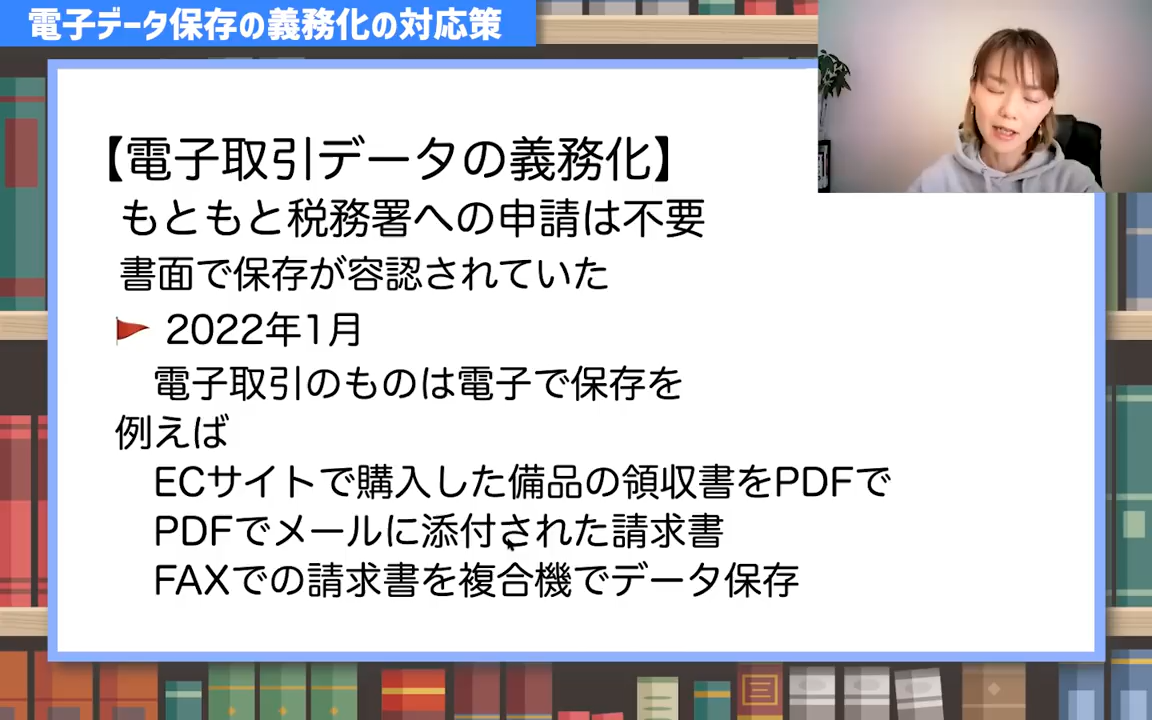 電子データ保存の義務化の対応策
【電子取引データの義務化】
もともと税務署への申請は不要
書面で保存が容認されていた
2022年1月
電子取引のものは電子で保存を
例えば
ECサイトで購入した備品の領収書をPDFで
PDFでメールに添付された請求書
FAXでの請求書を複合機でデータ保存